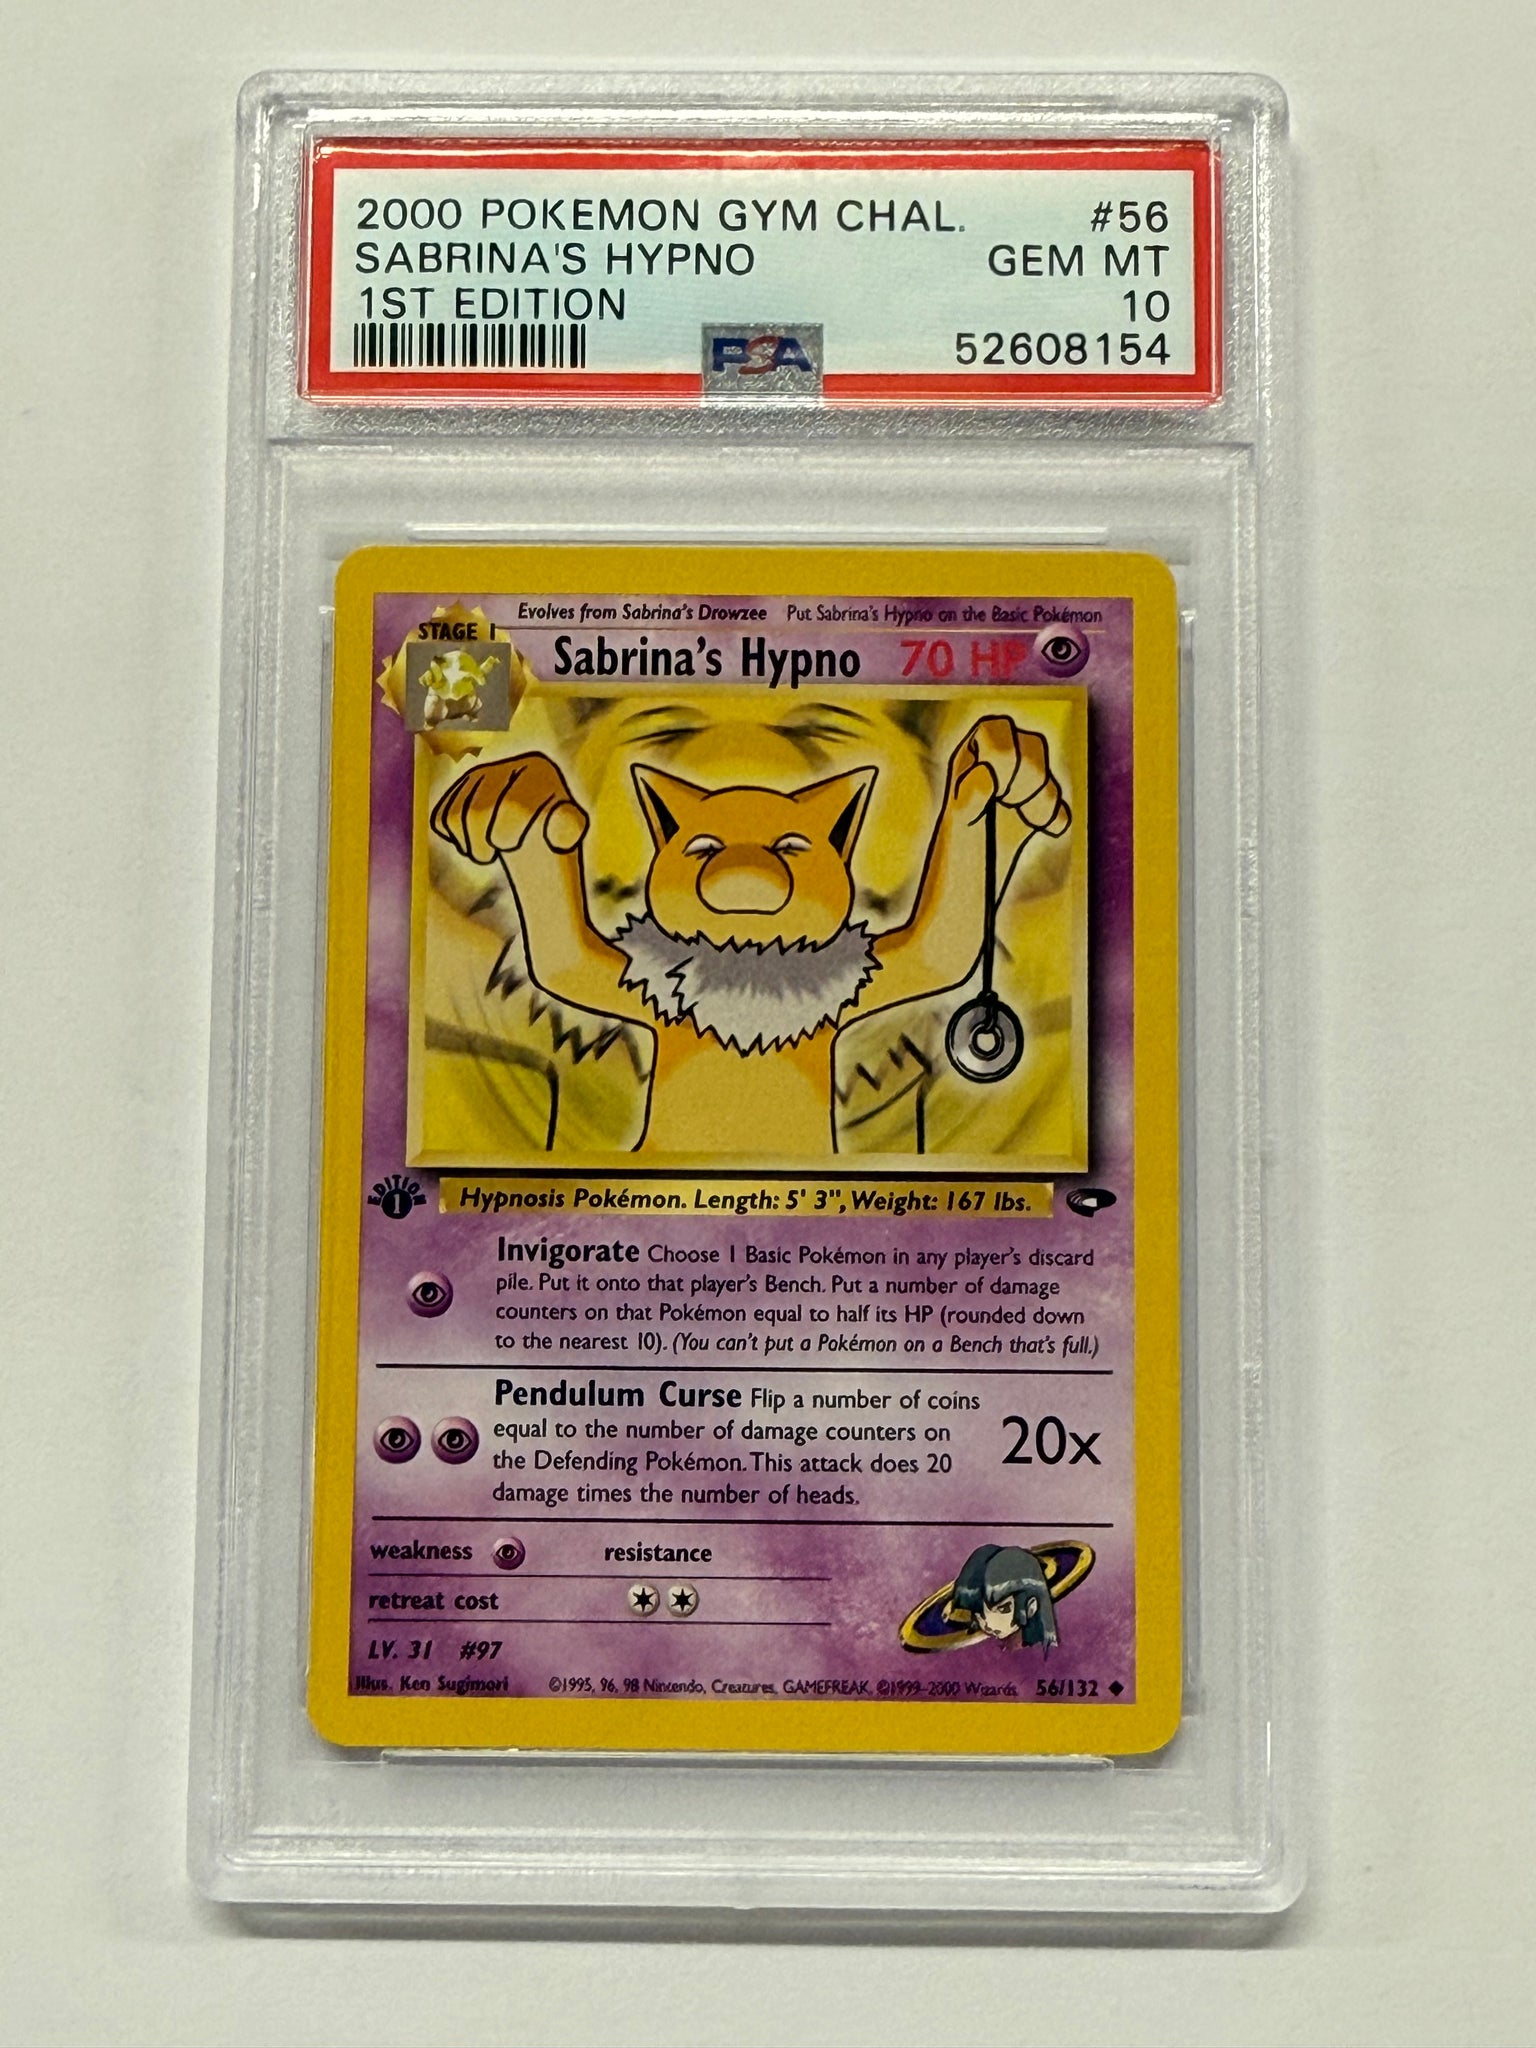 2000 POKEMON GYM CHAL. #56
SABRINA'S HYPNO GEM MT
1ST EDITION 10
PSA 52608154
Evolves from Sabrina's Drowzee Put Sabrina's Hypno on the Basic Pokémon
STAGE 1
Sabrina's Hypno 70 HP
EDITION 1
Hypnosis Pokémon. Length: 5' 3", Weight: 167 lbs.
Invigorate Choose 1 Basic Pokémon in any player's discard
pile. Put it onto that player's Bench. Put a number of damage
counters on that Pokémon equal to half its HP (rounded down
to the nearest 10). (You can't put a Pokémon on a Bench that's full.)
Pendulum Curse Flip a number of coins
equal to the number of damage counters on
the Defending Pokémon. This attack does 20
damage times the number of heads.
20x
weakness resistance
retreat cost
LV. 31 #97
Illus. Ken Sugimori ©1995, 96, 98 Nintendo, Creatures, GAMEFREAK, ©1999-2000 Wizards 56/132